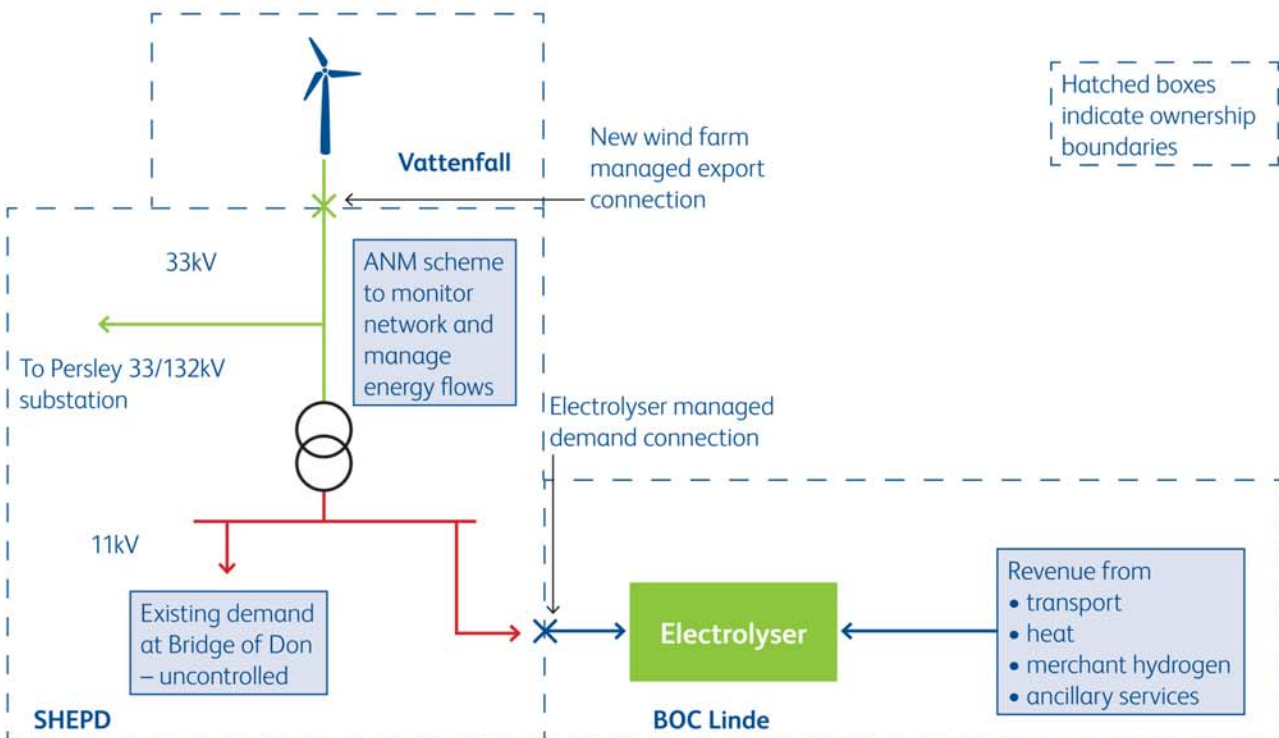 Vattenfall
New wind farm
managed export
connection
Hatched boxes
indicate ownership
boundaries
33kV
ANM scheme
to monitor
network and
manage
energy flows
To Persley 33/132kV
substation
Electrolyser managed
demand connection
11kV
Existing demand
at Bridge of Don
– uncontrolled
Electrolyser
Revenue from
• transport
• heat
• merchant hydrogen
• ancillary services
SHEPD
BOC Linde